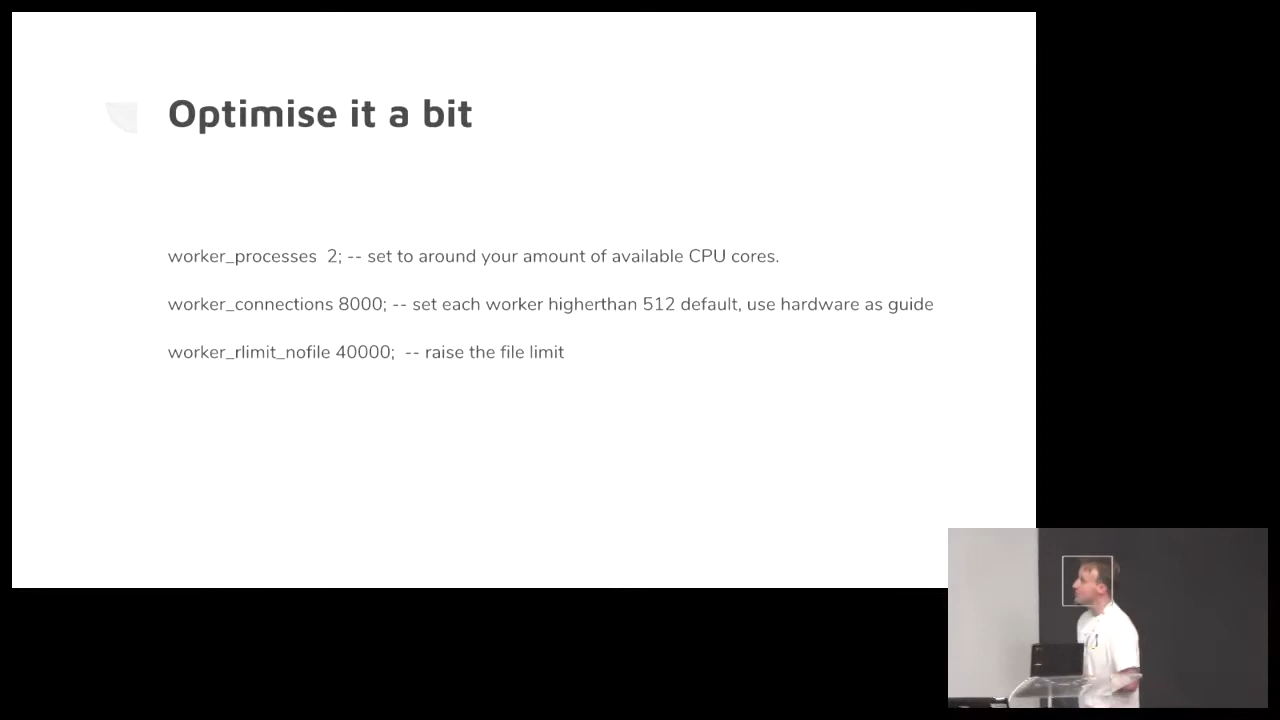 Optimise it a bit
worker_processes  2; -- set to around your amount of available CPU cores.
worker_connections 8000; -- set each worker higherthan 512 default, use hardware as guide
worker_rlimit_nofile 40000;  -- raise the file limit